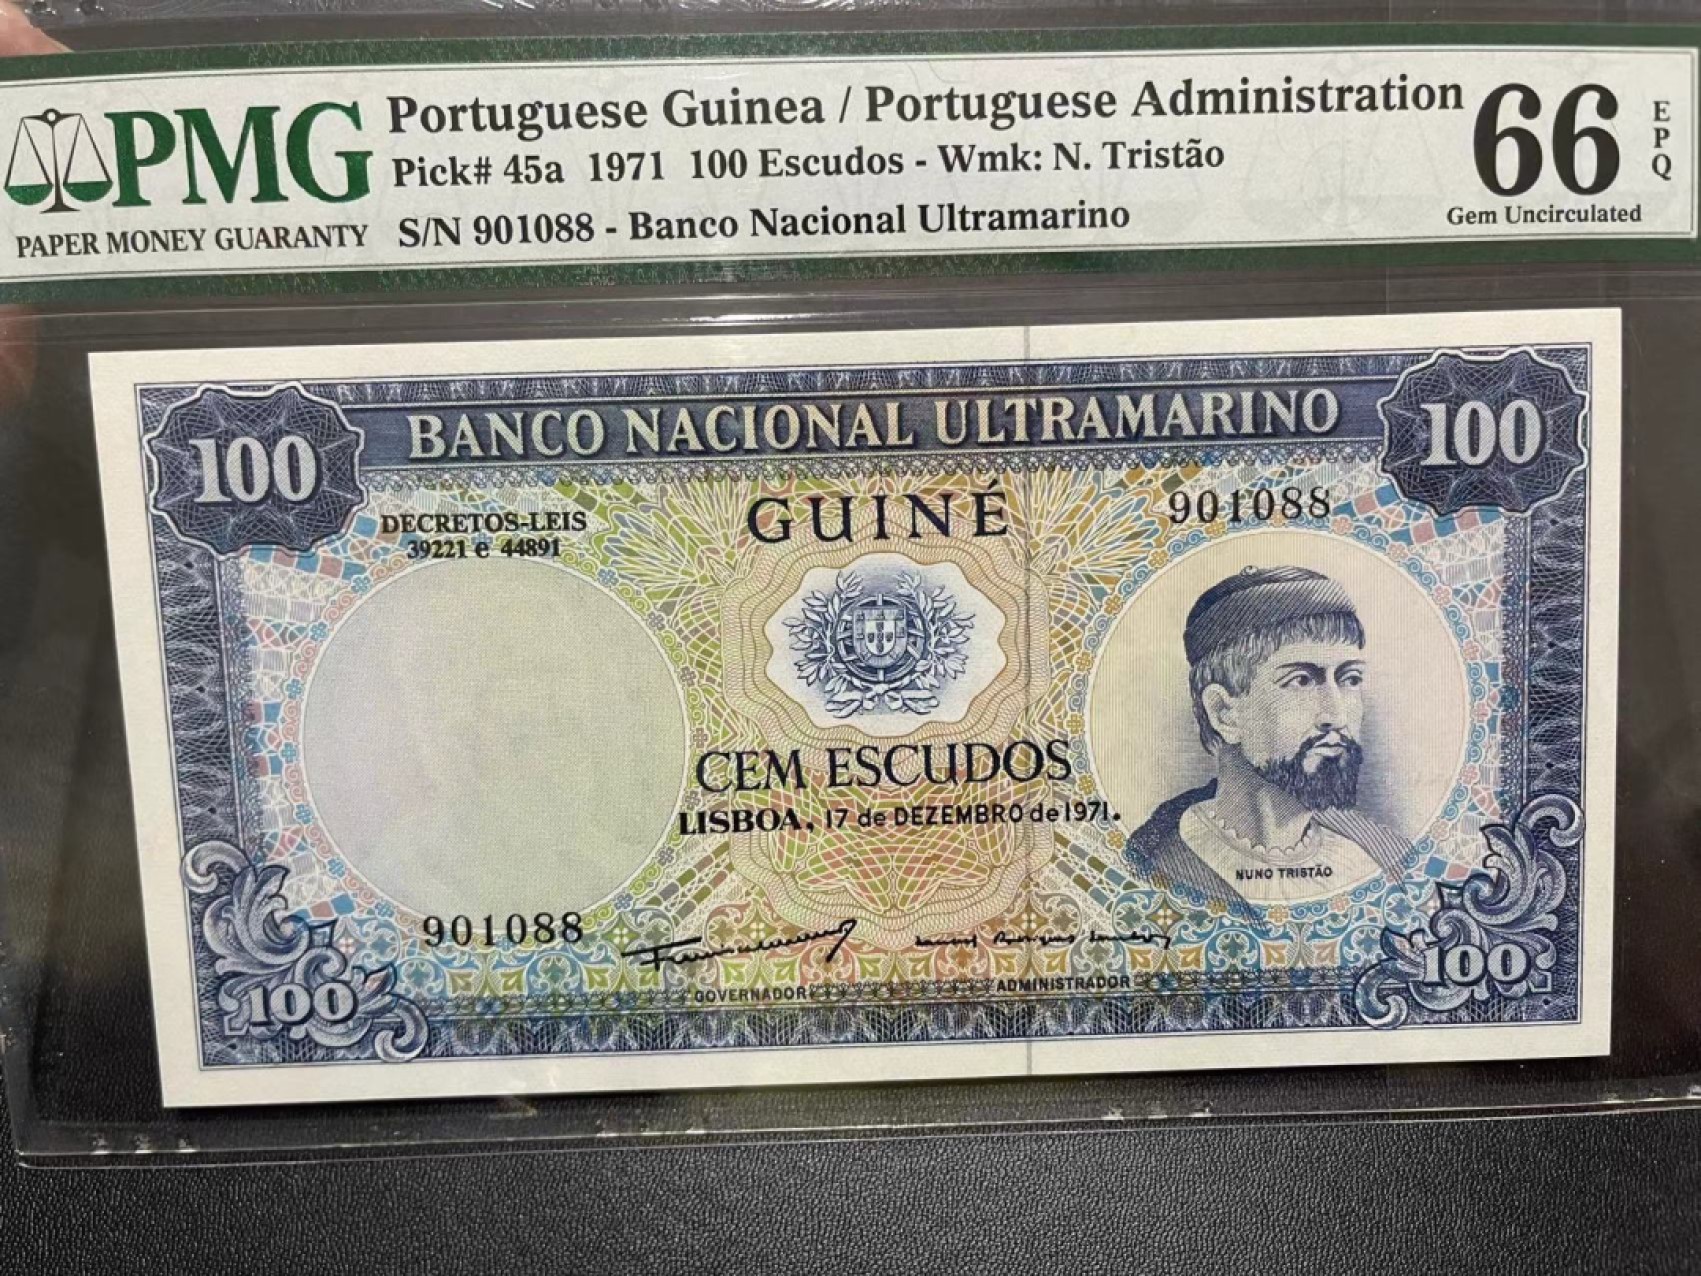 PMG
PAPER MONEY GUARANTY
Portuguese Guinea / Portuguese Administration
Pick# 45a 1971 100 Escudos - Wmk: N. Tristão
S/N 901088 - Banco Nacional Ultramarino
66
EPQ
Gem Uncirculated
100
BANCO NACIONAL ULTRAMARINO
100
DECRETOS-LEIS
39221 e 44891
GUINÉ
901088
CEM ESCUDOS
LISBOA, 17 de DEZEMBRO de 1971.
NUNO TRISTÃO
901088
GOVERNADOR
ADMINISTRADOR
100
100